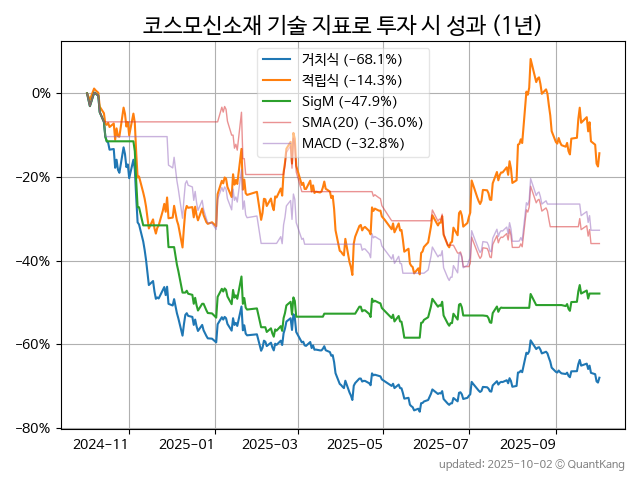 코스모신소재 기술 지표로 투자 시 성과 (1년)
거치식 (−68.1%)
적립식 (−14.3%)
SigM (−47.9%)
SMA(20) (−36.0%)
MACD (−32.8%)
0%
−20%
−40%
−60%
−80%
2024-11
2025-01
2025-03
2025-05
2025-07
2025-09
updated: 2025-10-02 © QuantKang